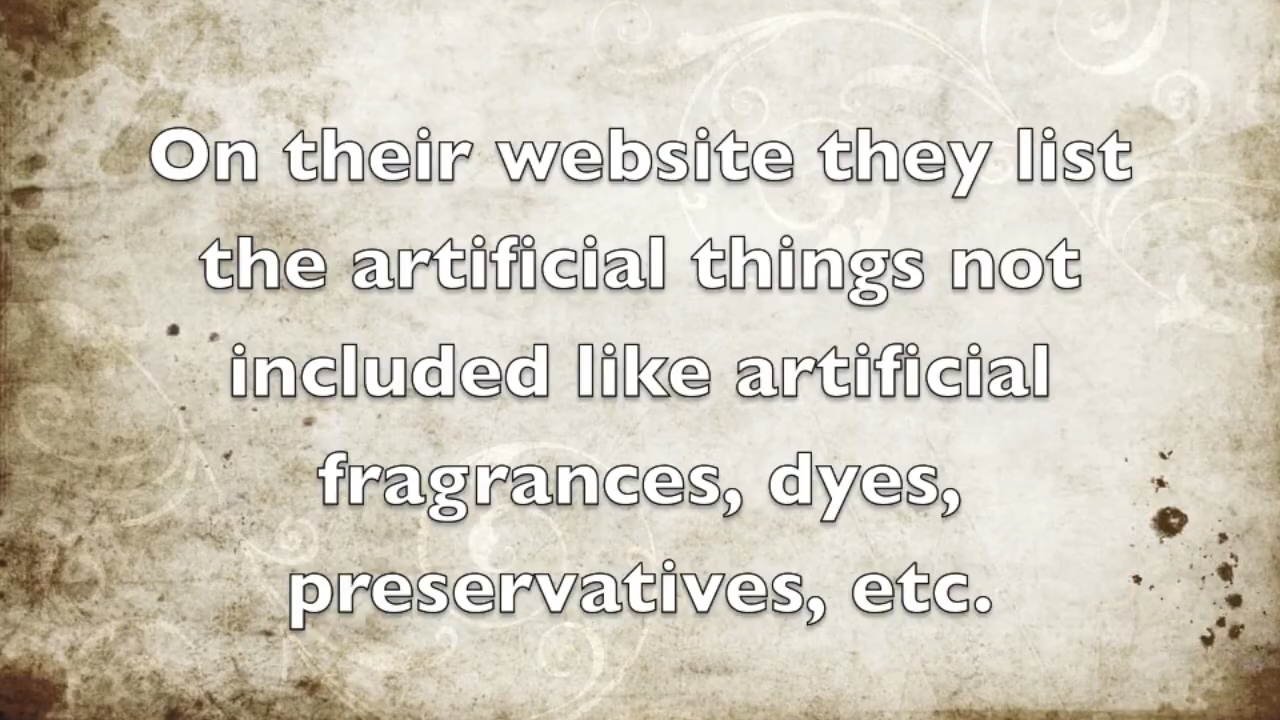 On their website they list
the artificial things not
included like artificial
fragrances, dyes,
preservatives, etc.